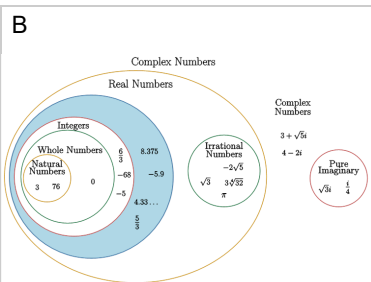 B
Complex Numbers
Real Numbers
Integers
Whole Numbers
Natural
Numbers
3 76
0
6/3
-68
-5
8.375
-5.9
4.33...
5/3
Irrational
Numbers
-2√5
√3 3∜32
π
Complex
Numbers
3 + √5i
4 - 2i
Pure
Imaginary
√3i i/4